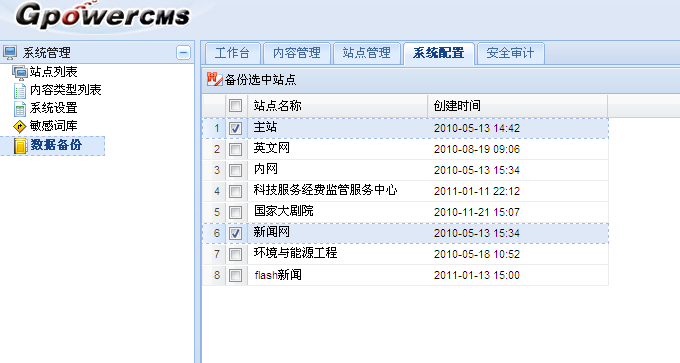 GpowerCMS
系统管理
站点列表
内容类型列表
系统设置
敏感词库
数据备份
工作台 内容管理 站点管理 系统配置 安全审计
备份选中站点
站点名称 创建时间
1 主站 2010-05-13 14:42
2 英文网 2010-08-19 09:06
3 内网 2010-05-13 15:34
4 科技服务经费监管服务中心 2011-01-11 22:12
5 国家大剧院 2010-11-21 15:07
6 新闻网 2010-05-13 15:34
7 环境与能源工程 2010-05-18 10:52
8 flash新闻 2011-01-13 15:00